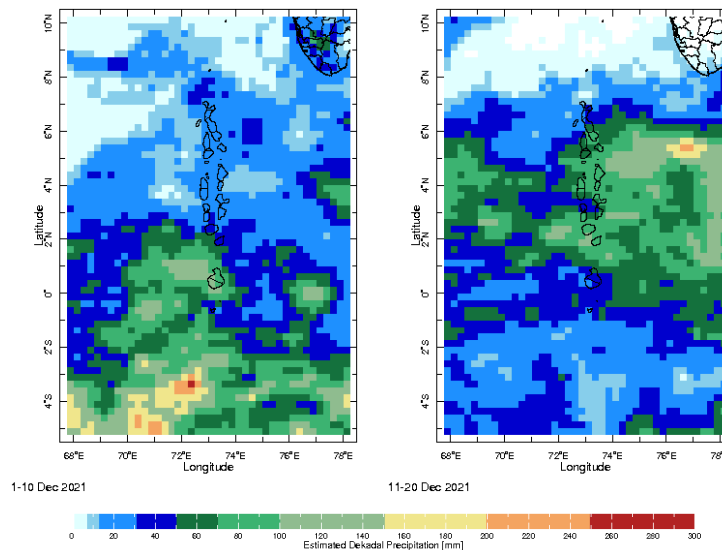 10°N
8°N
6°N
4°N
2°N
0°
2°S
4°S
Latitude
68°E 70°E 72°E 74°E 76°E 78°E
Longitude
1-10 Dec 2021
10°N
8°N
6°N
4°N
2°N
0°
2°S
4°S
Latitude
68°E 70°E 72°E 74°E 76°E 78°E
Longitude
11-20 Dec 2021
0 20 40 60 80 100 120 140 160 180 200 220 240 260 280 300
Estimated Dekadal Precipitation [mm]